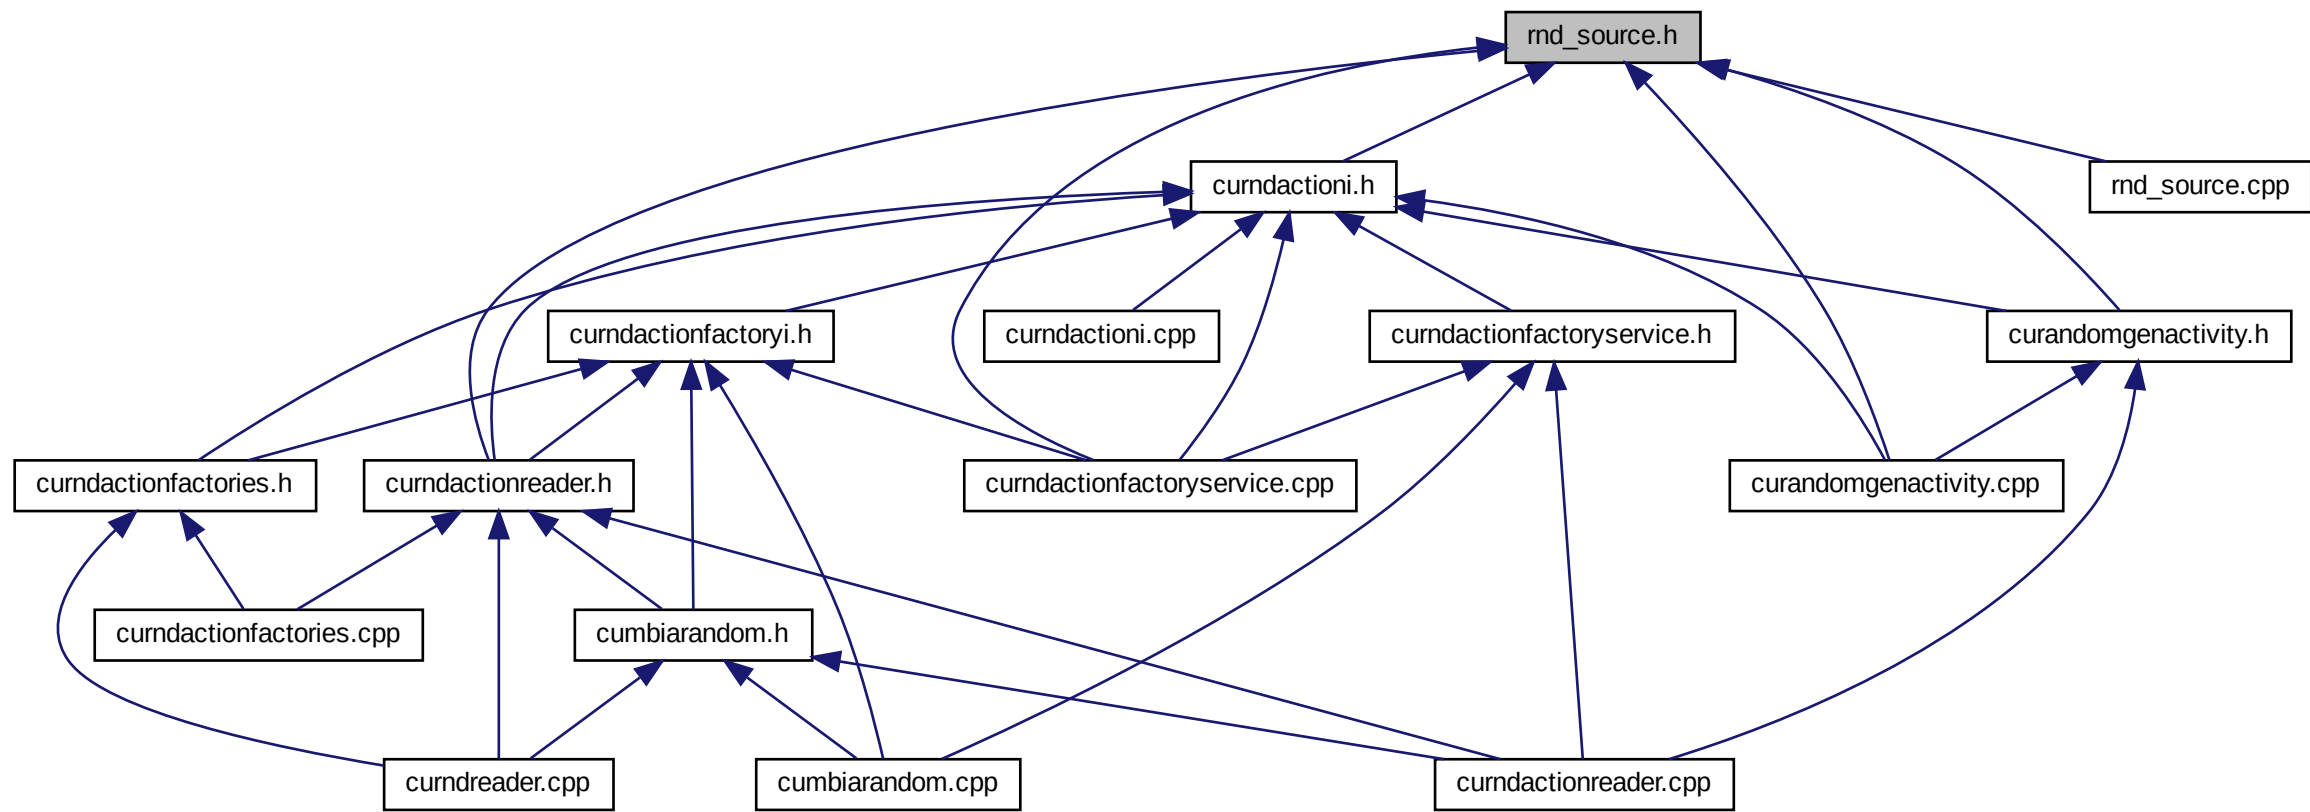 rnd_source.h
curndactioni.h
rnd_source.cpp
curndactionfactoryi.h
curndactioni.cpp
curndactionfactoryservice.h
curandomgenactivity.h
curndactionfactories.h
curndactionreader.h
curndactionfactoryservice.cpp
curandomgenactivity.cpp
curndactionfactories.cpp
cumbiarandom.h
curndreader.cpp
cumbiarandom.cpp
curndactionreader.cpp